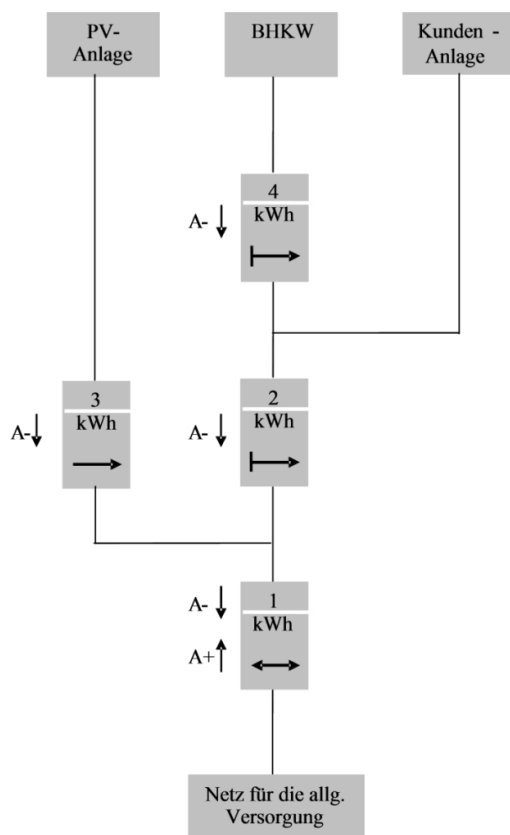 PV-
Anlage
BHKW
Kunden -
Anlage
4
kWh
A-
3
kWh
A-
2
kWh
A-
1
kWh
A-
A+
Netz für die allg.
Versorgung